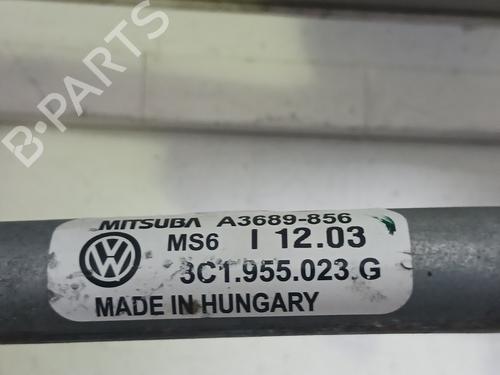 B-PARTS
MITSUBA A3689-856
MS6 I 12.03
3C1.955.023.G
MADE IN HUNGARY